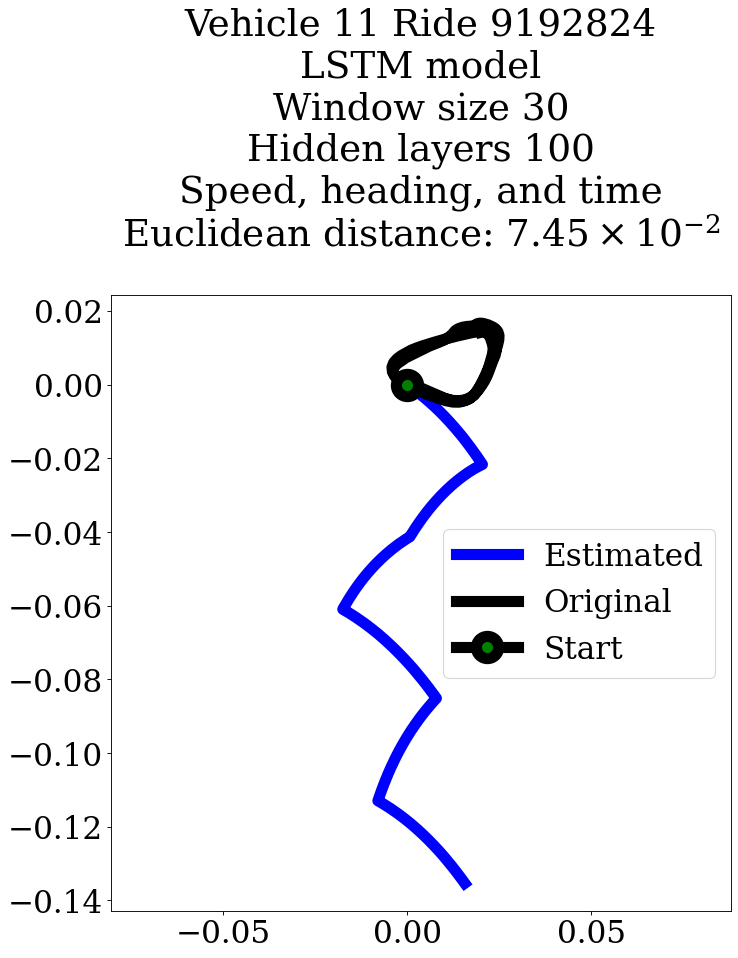 Vehicle 11 Ride 9192824
LSTM model
Window size 30
Hidden layers 100
Speed, heading, and time
Euclidean distance: 7.45 × 10⁻²
0.02
0.00
−0.02
−0.04
−0.06
−0.08
−0.10
−0.12
−0.14
Estimated
Original
Start
−0.05
0.00
0.05